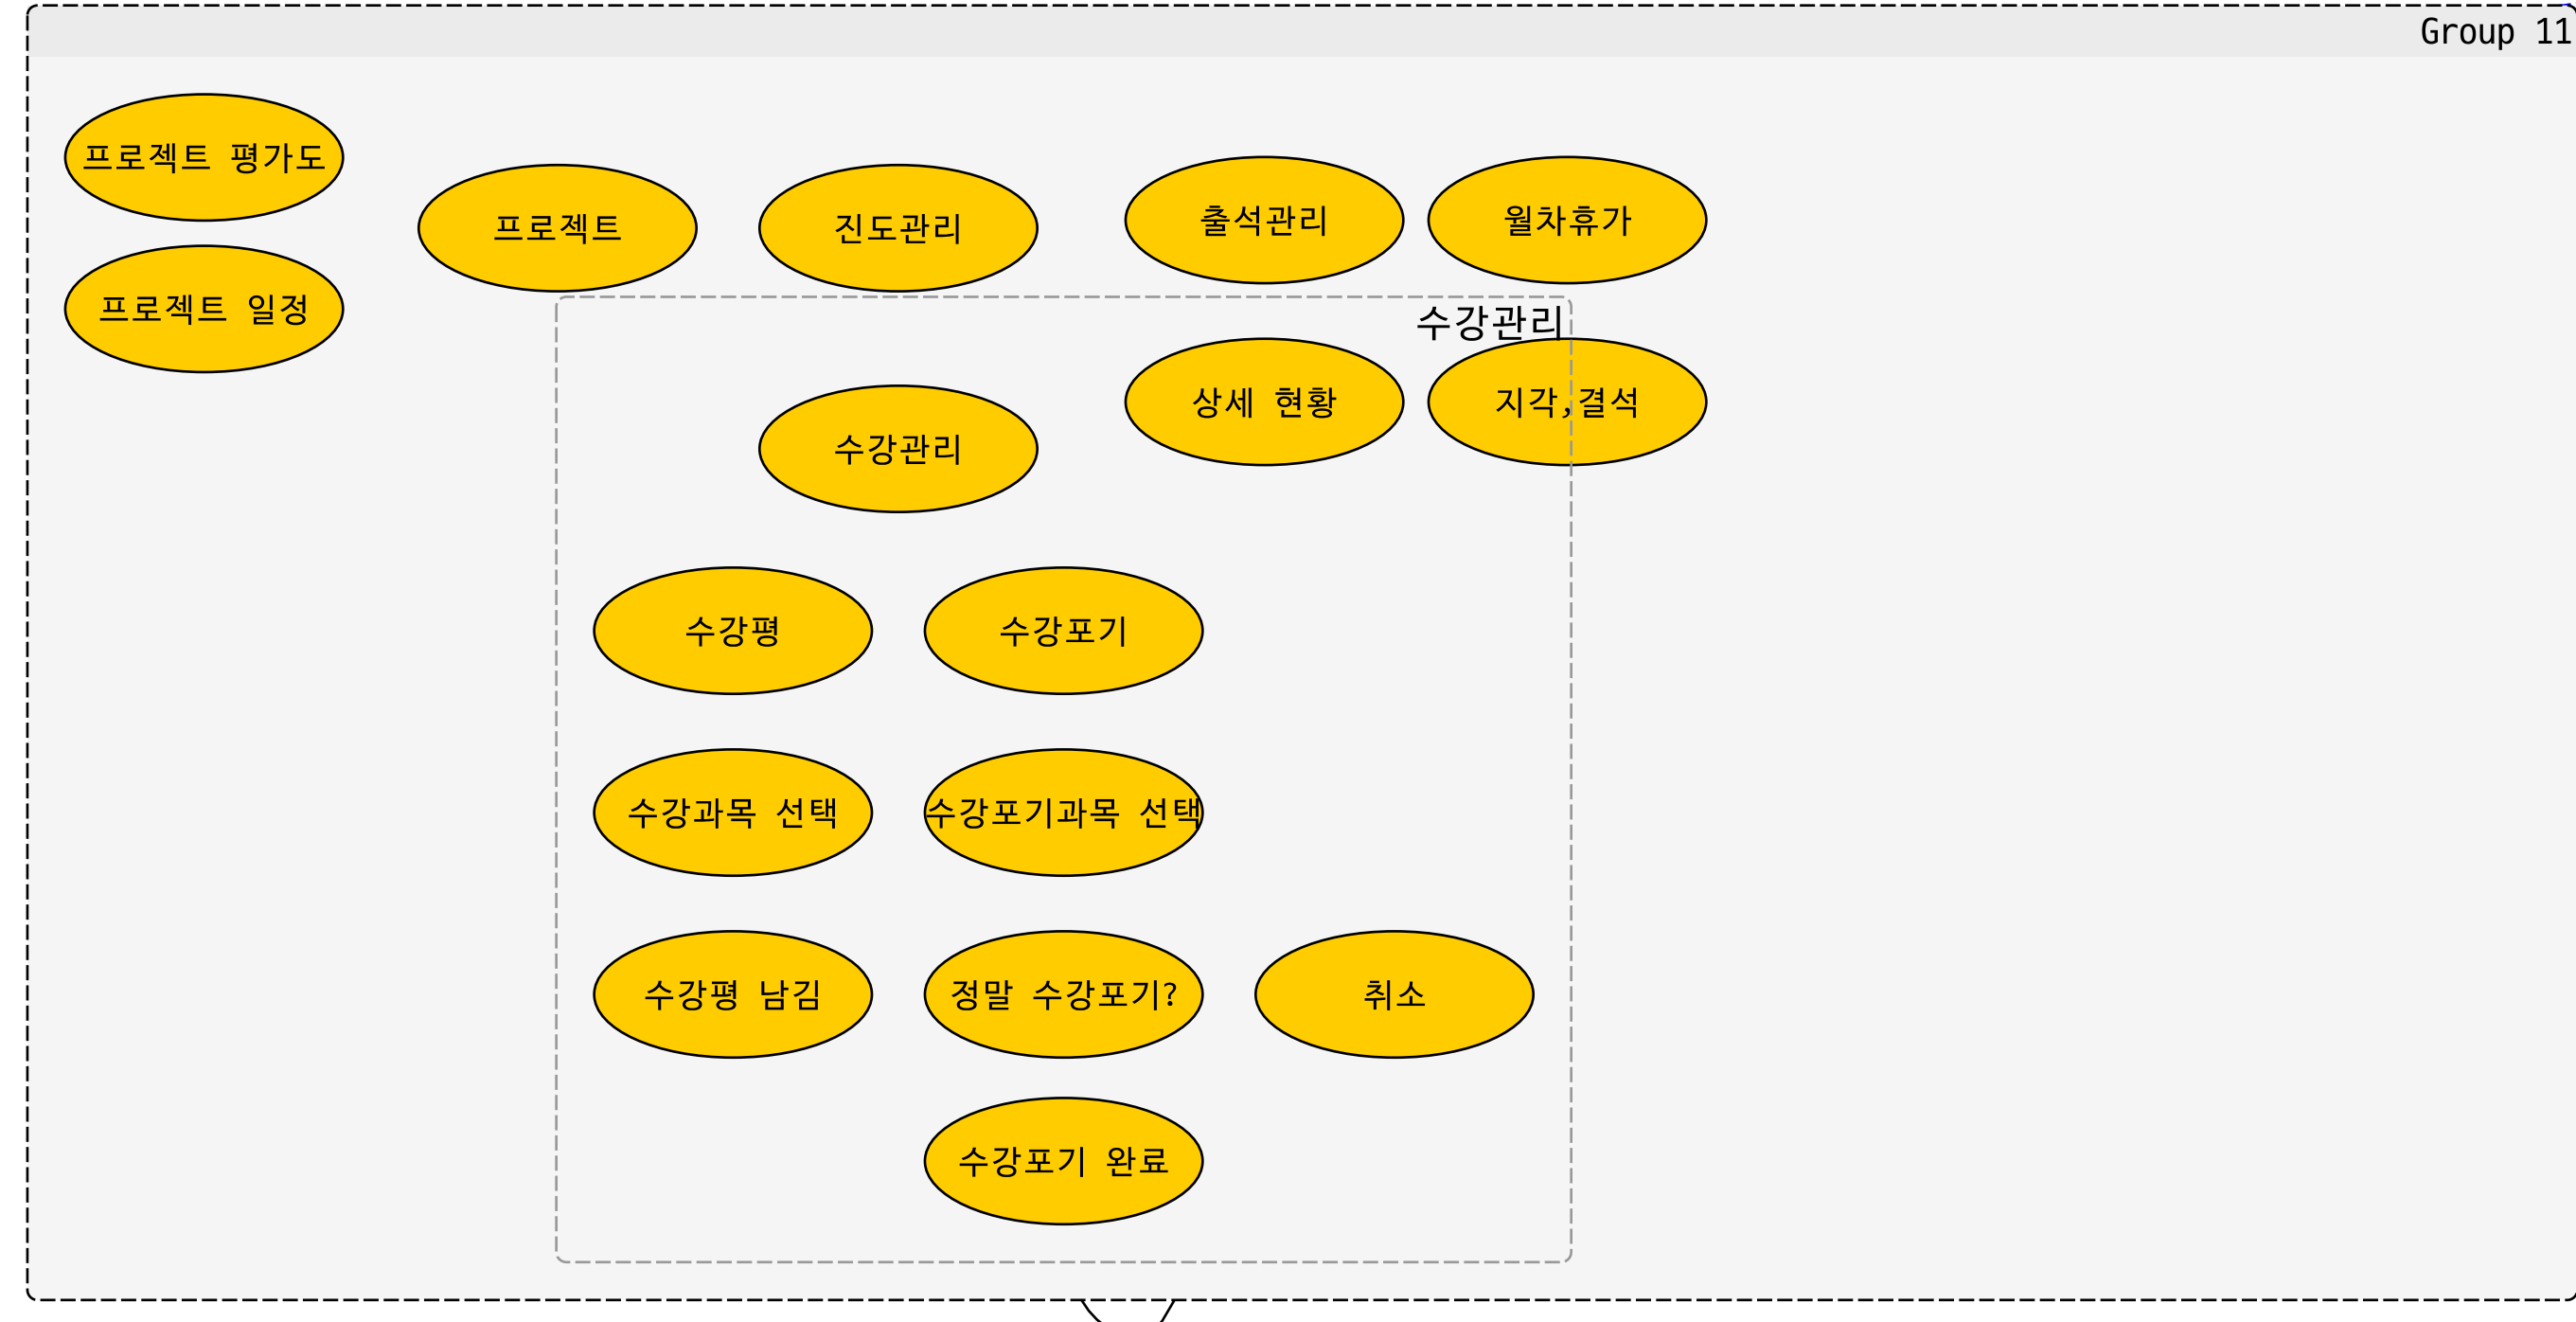 Group 11
프로젝트 평가도
프로젝트
진도관리
출석관리
월차휴가
프로젝트 일정
수강관리
수강관리
상세 현황
지각,결석
수강평
수강포기
수강과목 선택
수강포기과목 선택
수강평 남김
정말 수강포기?
취소
수강포기 완료